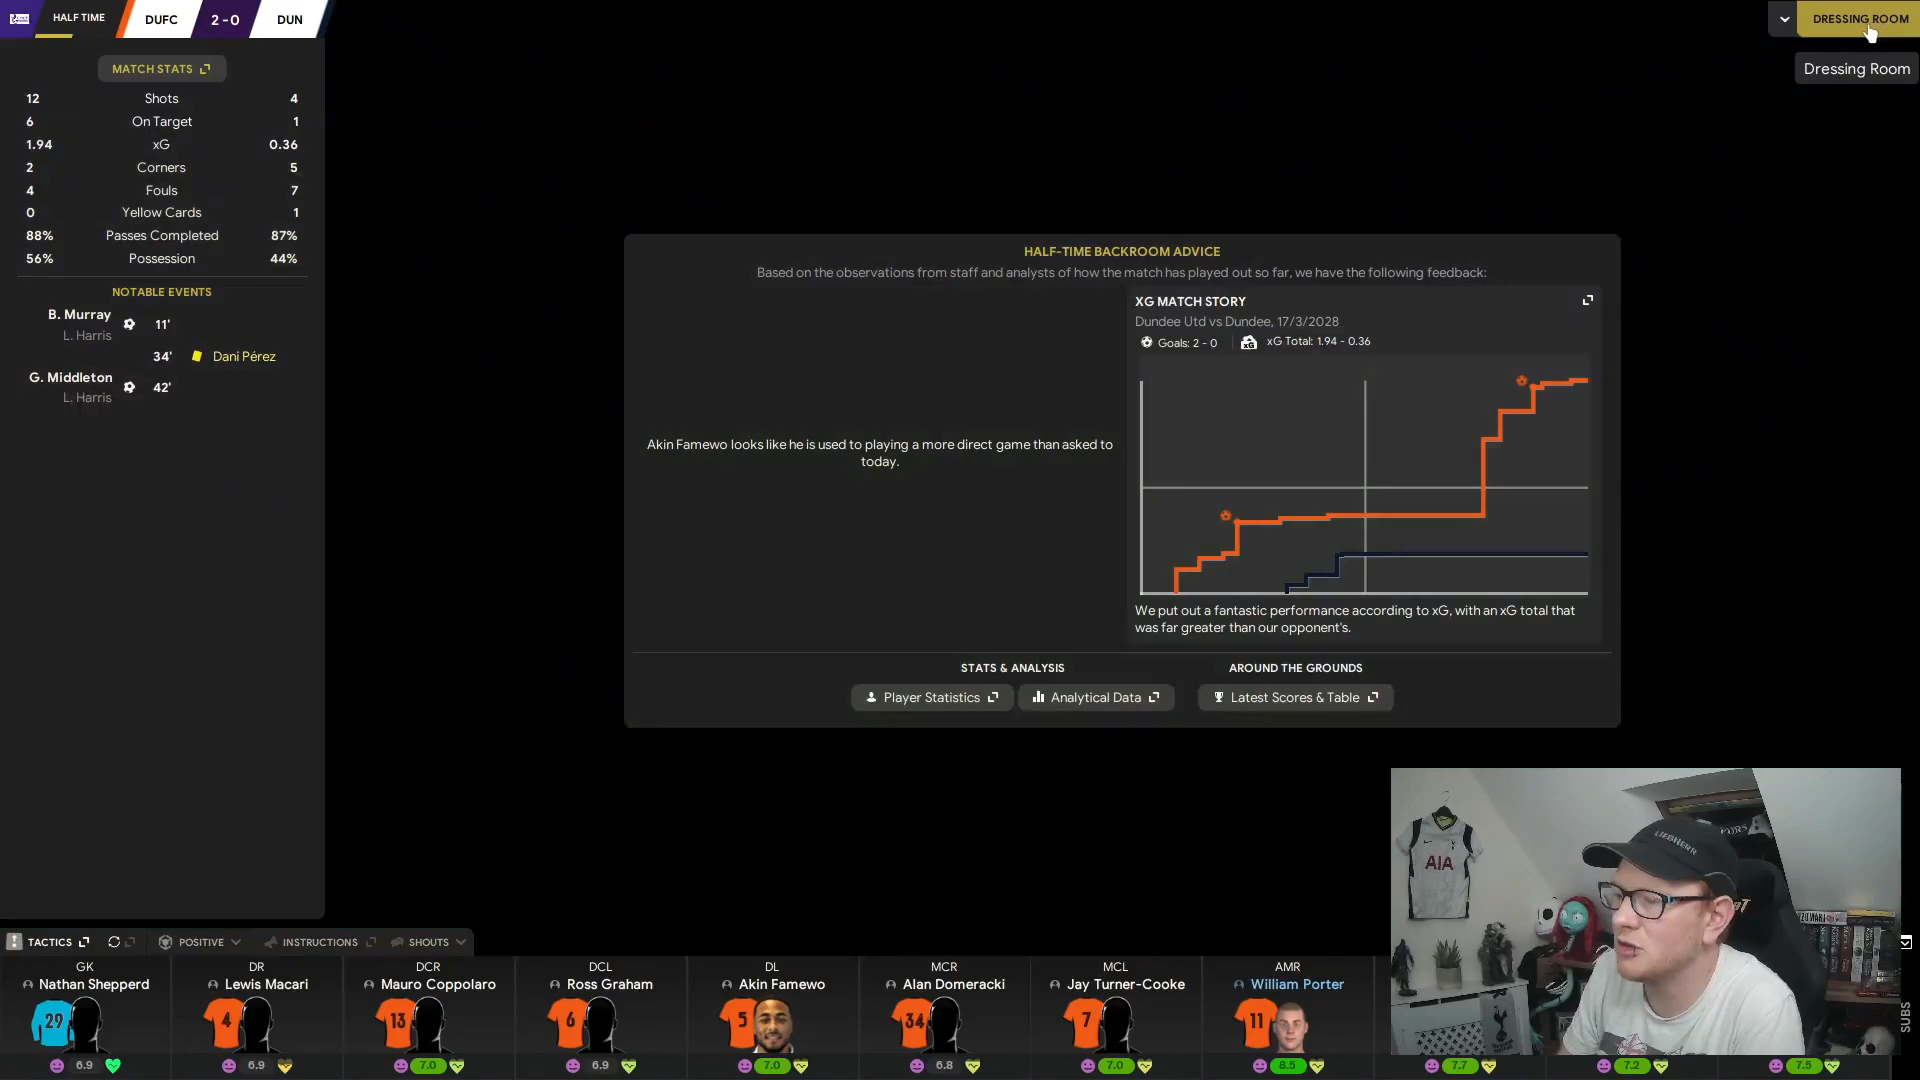 HALF TIME
DUFC
2 - 0
DUN
DRESSING ROOM
Dressing Room
MATCH STATS
12 Shots 4
6 On Target 1
1.94 xG 0.36
2 Corners 5
4 Fouls 7
0 Yellow Cards 1
88% Passes Completed 87%
56% Possession 44%
NOTABLE EVENTS
B. Murray 11'
L. Harris
34' Dani Pérez
G. Middleton 42'
L. Harris
HALF-TIME BACKROOM ADVICE
Based on the observations from staff and analysts of how the match has played out so far, we have the following feedback:
Akin Famewo looks like he is used to playing a more direct game than asked to
today.
XG MATCH STORY
Dundee Utd vs Dundee, 17/3/2028
Goals: 2 - 0 xG Total: 1.94 - 0.36
We put out a fantastic performance according to xG, with an xG total that
was far greater than our opponent's.
STATS & ANALYSIS
AROUND THE GROUNDS
Player Statistics
Analytical Data
Latest Scores & Table
LIEBHERR
AIA
TACTICS
POSITIVE
INSTRUCTIONS
SHOUTS
GK
Nathan Shepperd
29
6.9
DR
Lewis Macari
4
6.9
DCR
Mauro Coppolaro
13
7.0
DCL
Ross Graham
6
6.9
DL
Akin Famewo
5
7.0
MCR
Alan Domeracki
34
6.8
MCL
Jay Turner-Cooke
7
7.0
AMR
William Porter
11
8.5
7.7
7.2
7.5
SUBS